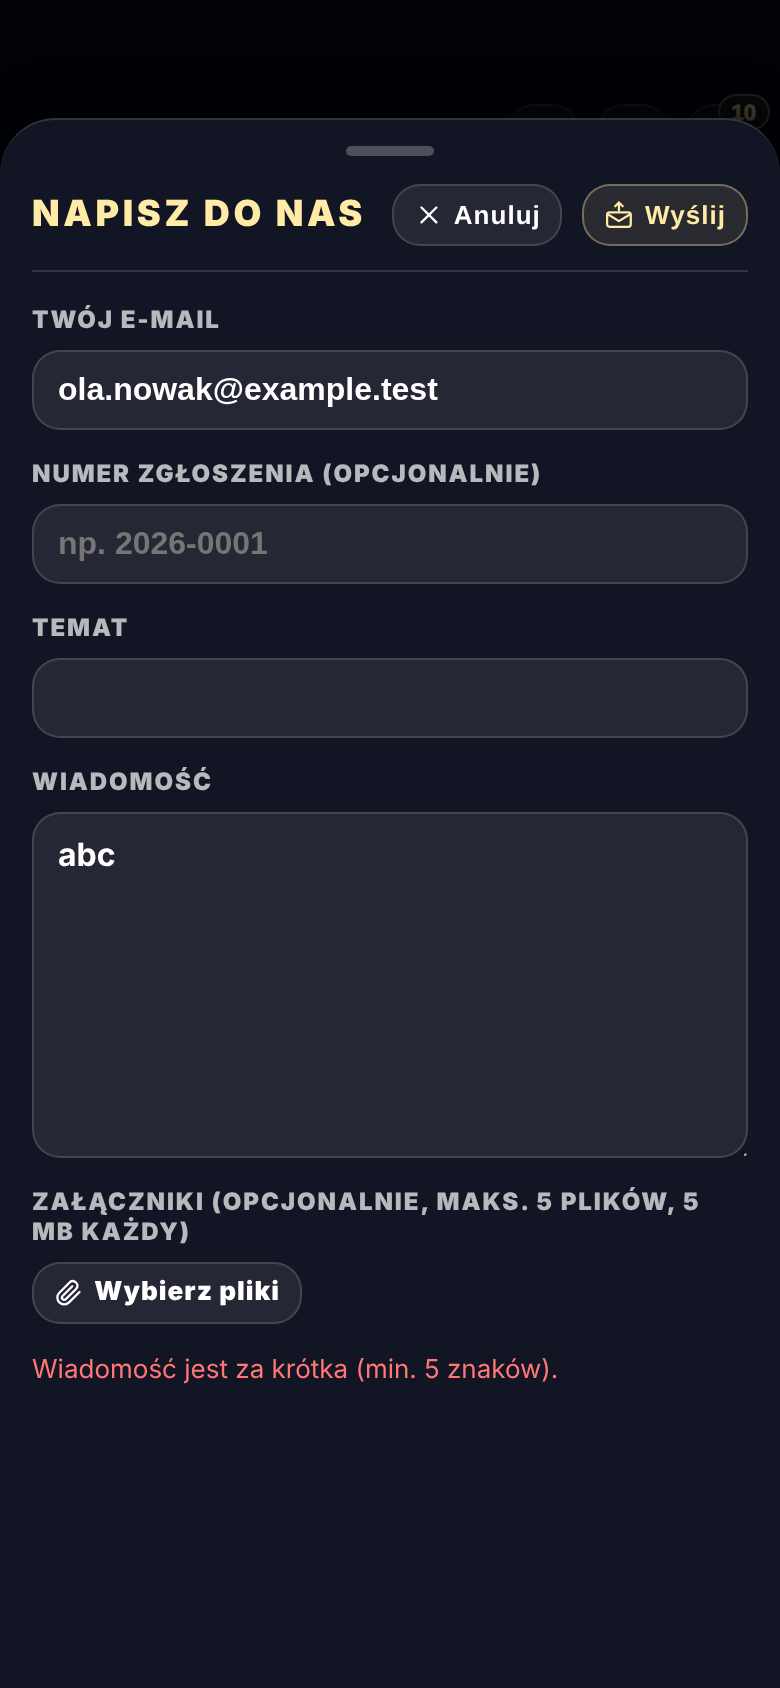 10
NAPISZ DO NAS
Anuluj
Wyślij
TWÓJ E-MAIL
ola.nowak@example.test
NUMER ZGŁOSZENIA (OPCJONALNIE)
np. 2026-0001
TEMAT
WIADOMOŚĆ
abc
ZAŁĄCZNIKI (OPCJONALNIE, MAKS. 5 PLIKÓW, 5
MB KAŻDY)
Wybierz pliki
Wiadomość jest za krótka (min. 5 znaków).